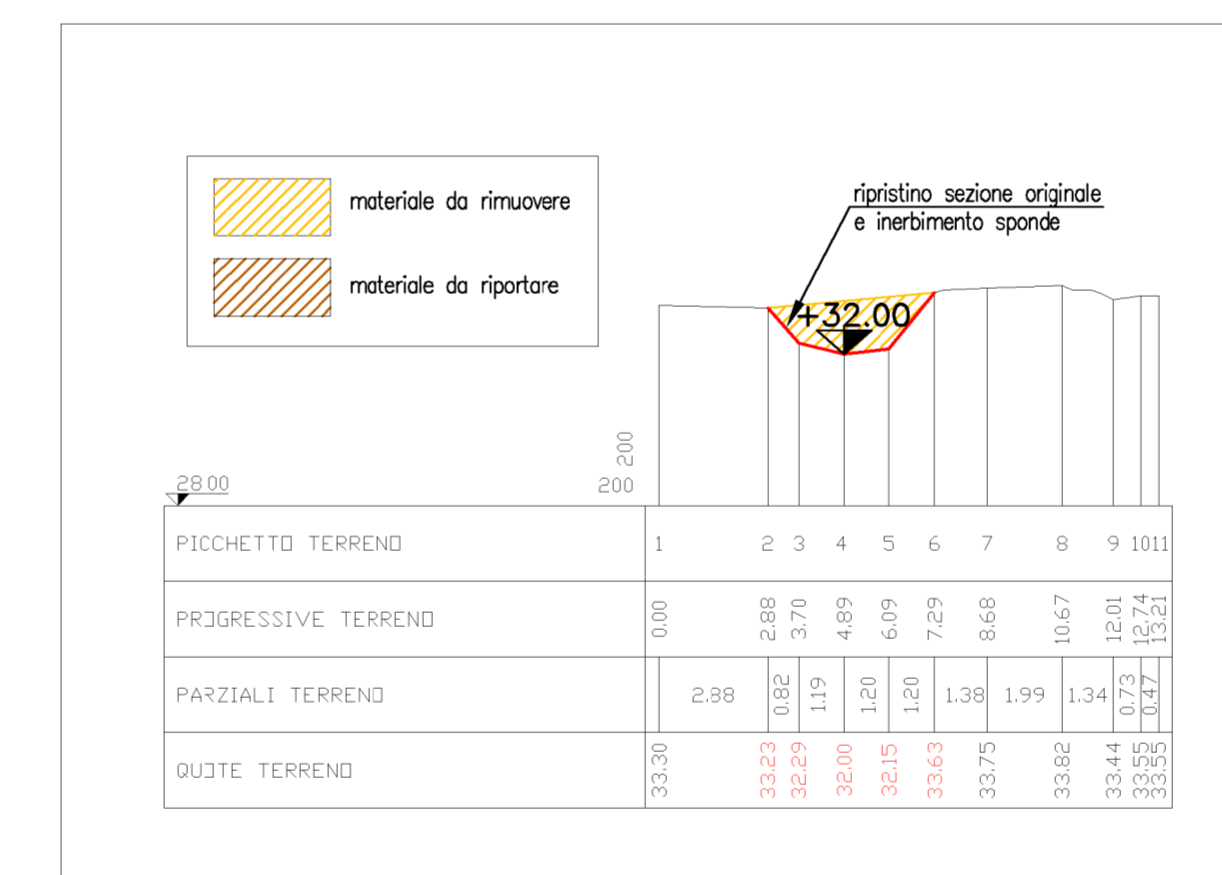 materiale da rimuovere
materiale da riportare
ripristino sezione originale
e inerbimento sponde
+32.00
200
200
28.00
PICCHETTO TERRENO 1 2 3 4 5 6 7 8 9 10 11
PROGRESSIVE TERRENO 0.00 2.88 3.70 4.89 6.09 7.29 8.68 10.67 12.01 12.74 13.21
PARZIALI TERRENO 2.88 0.82 1.19 1.20 1.20 1.38 1.99 1.34 0.73 0.47
QUOTE TERRENO 33.30 33.23 32.29 32.00 32.15 33.63 33.75 33.82 33.44 33.55 33.55